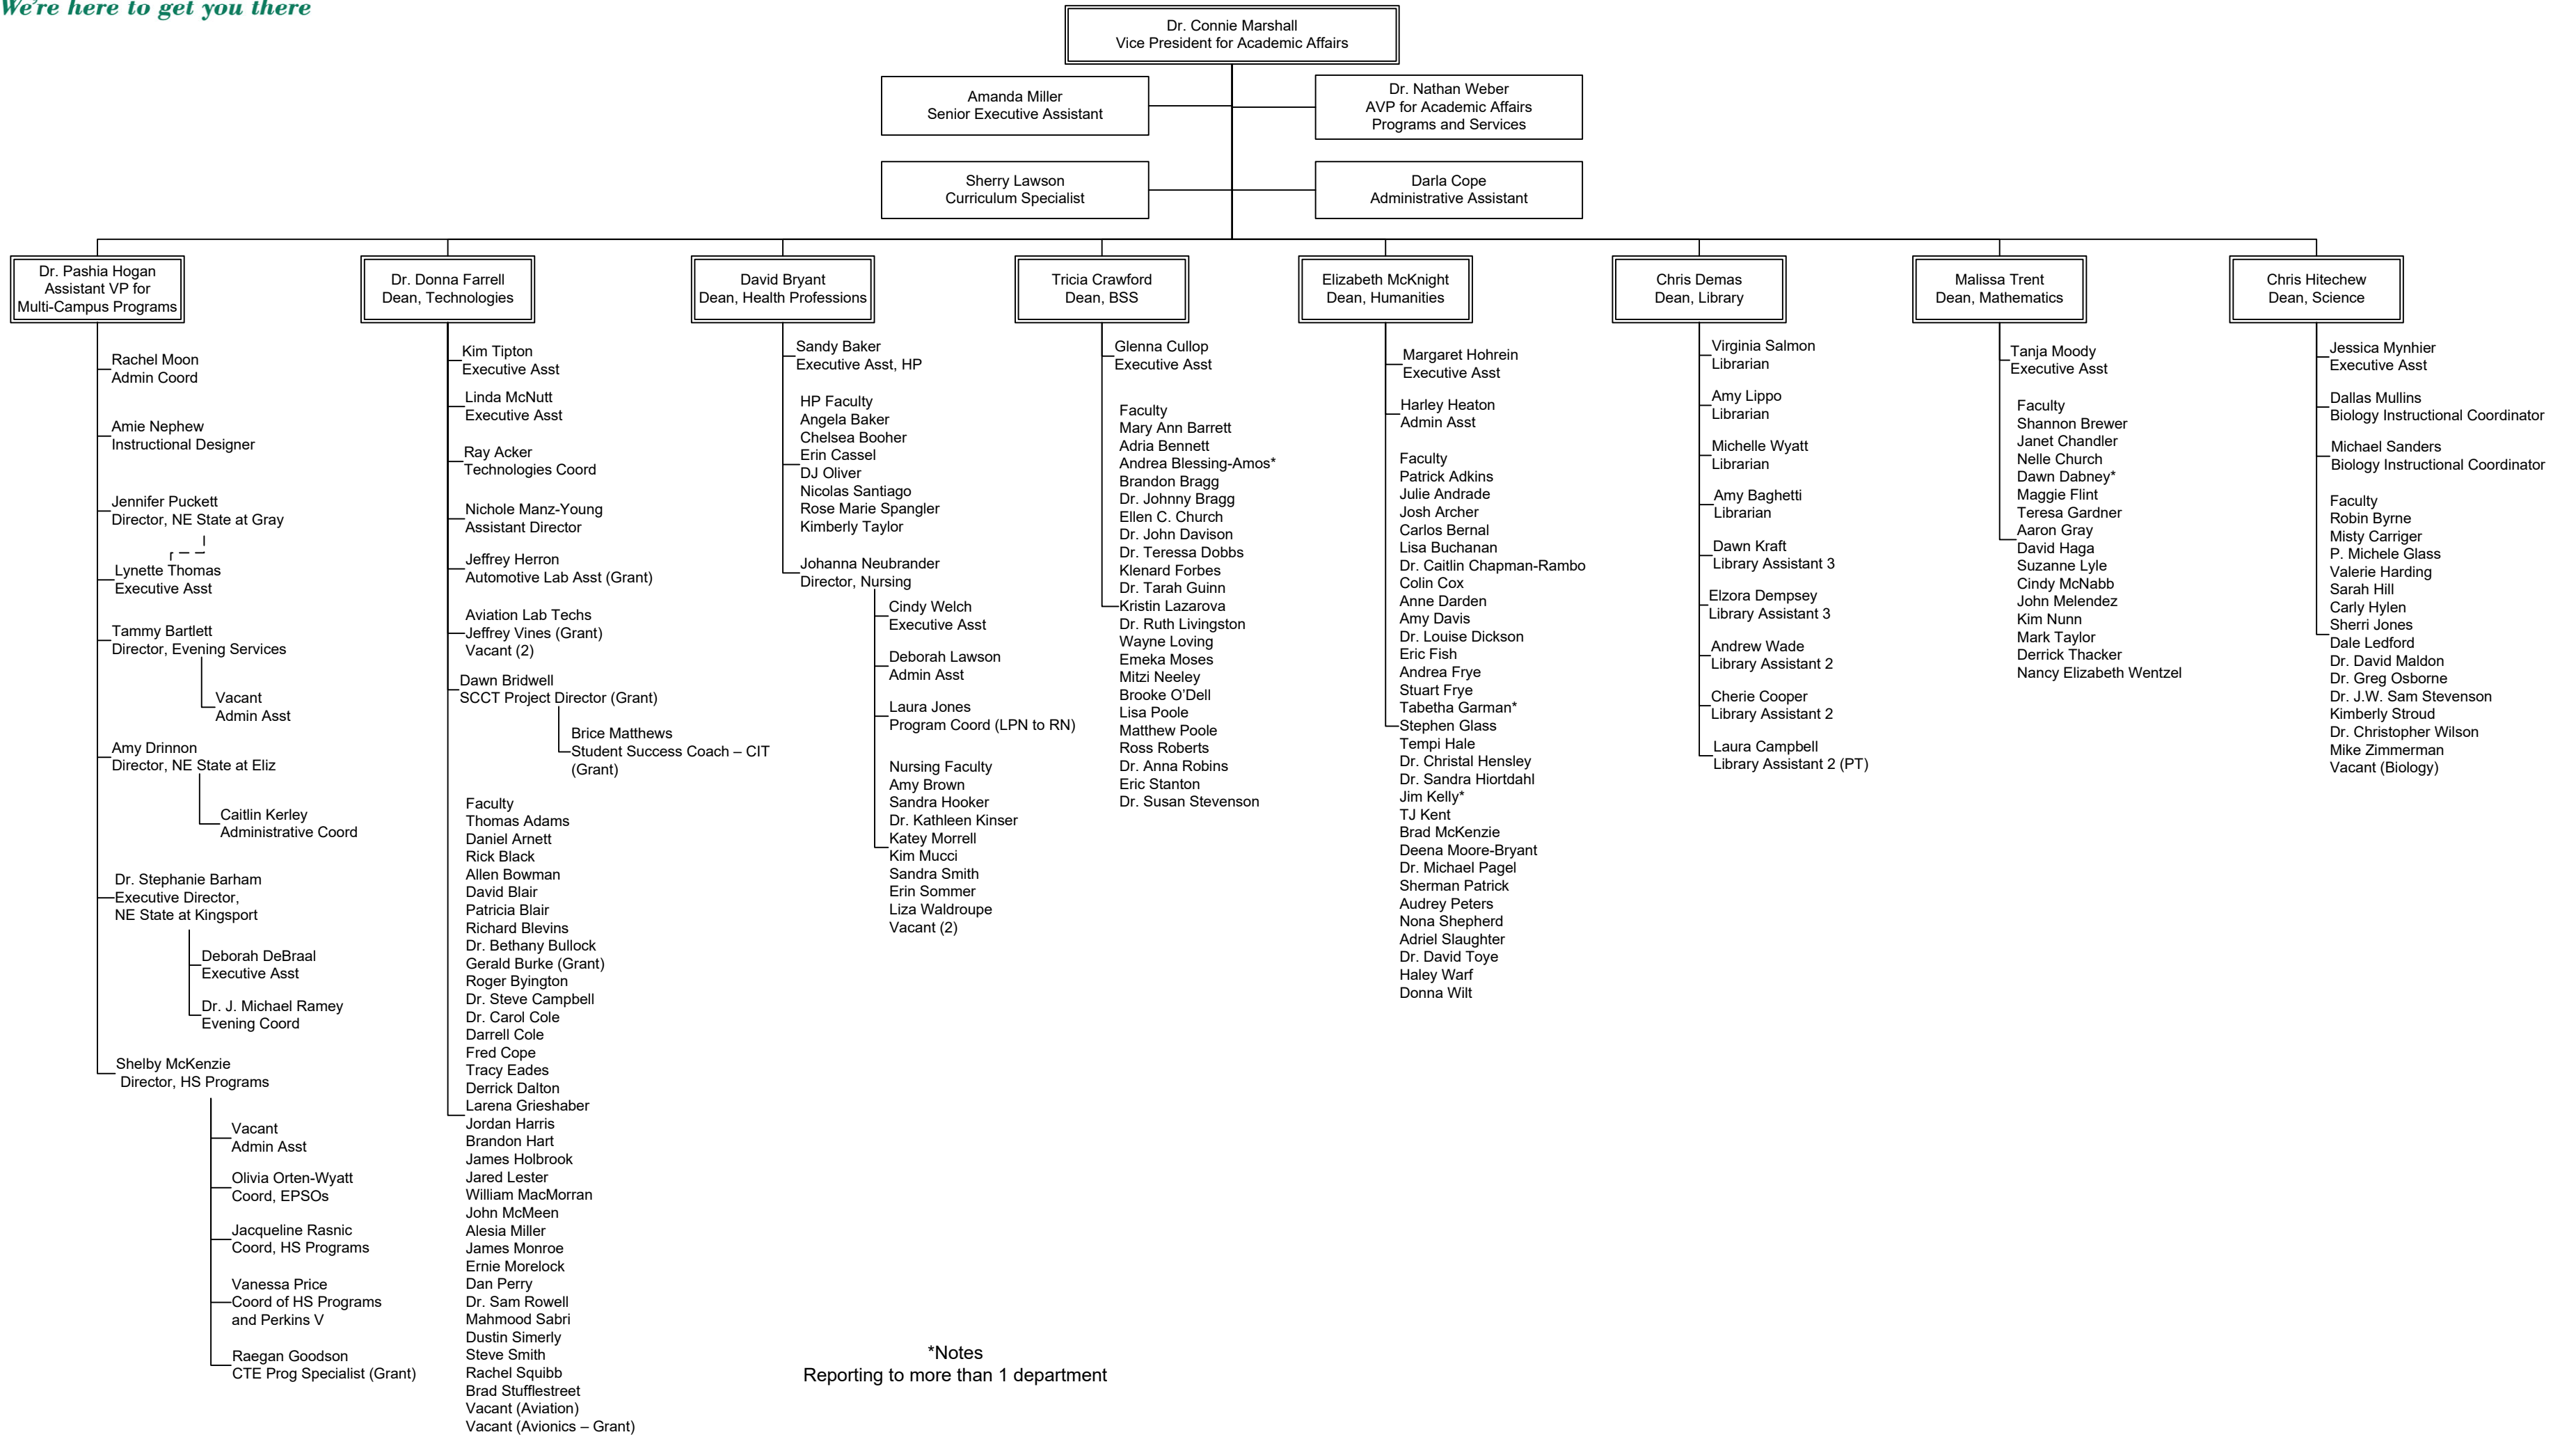 We're here to get you there
Dr. Connie Marshall
Vice President for Academic Affairs
Amanda Miller
Senior Executive Assistant
Dr. Nathan Weber
AVP for Academic Affairs
Programs and Services
Sherry Lawson
Curriculum Specialist
Darla Cope
Administrative Assistant
Dr. Pashia Hogan
Assistant VP for
Multi-Campus Programs
Rachel Moon
Admin Coord
Amie Nephew
Instructional Designer
Jennifer Puckett
Director, NE State at Gray
Lynette Thomas
Executive Asst
Tammy Bartlett
Director, Evening Services
Vacant
Admin Asst
Amy Drinnon
Director, NE State at Eliz
Caitlin Kerley
Administrative Coord
Dr. Stephanie Barham
Executive Director,
NE State at Kingsport
Deborah DeBraal
Executive Asst
Dr. J. Michael Ramey
Evening Coord
Shelby McKenzie
Director, HS Programs
Vacant
Admin Asst
Olivia Orten-Wyatt
Coord, EPSOs
Jacqueline Rasnic
Coord, HS Programs
Vanessa Price
Coord of HS Programs
and Perkins V
Raegan Goodson
CTE Prog Specialist (Grant)
Dr. Donna Farrell
Dean, Technologies
Kim Tipton
Executive Asst
Linda McNutt
Executive Asst
Ray Acker
Technologies Coord
Nichole Manz-Young
Assistant Director
Jeffrey Herron
Automotive Lab Asst (Grant)
Aviation Lab Techs
Jeffrey Vines (Grant)
Vacant (2)
Dawn Bridwell
SCCT Project Director (Grant)
Brice Matthews
Student Success Coach – CIT
(Grant)
Faculty
Thomas Adams
Daniel Arnett
Rick Black
Allen Bowman
David Blair
Patricia Blair
Richard Blevins
Dr. Bethany Bullock
Gerald Burke (Grant)
Roger Byington
Dr. Steve Campbell
Dr. Carol Cole
Darrell Cole
Fred Cope
Tracy Eades
Derrick Dalton
Larena Grieshaber
Jordan Harris
Brandon Hart
James Holbrook
Jared Lester
William MacMorran
John McMeen
Alesia Miller
James Monroe
Ernie Morelock
Dan Perry
Dr. Sam Rowell
Mahmood Sabri
Dustin Simerly
Steve Smith
Rachel Squibb
Brad Stufflestreet
Vacant (Aviation)
Vacant (Avionics – Grant)
David Bryant
Dean, Health Professions
Sandy Baker
Executive Asst, HP
HP Faculty
Angela Baker
Chelsea Booher
Erin Cassel
DJ Oliver
Nicolas Santiago
Rose Marie Spangler
Kimberly Taylor
Johanna Neubrander
Director, Nursing
Cindy Welch
Executive Asst
Deborah Lawson
Admin Asst
Laura Jones
Program Coord (LPN to RN)
Nursing Faculty
Amy Brown
Sandra Hooker
Dr. Kathleen Kinser
Katey Morrell
Kim Mucci
Sandra Smith
Erin Sommer
Liza Waldroupe
Vacant (2)
Tricia Crawford
Dean, BSS
Glenna Cullop
Executive Asst
Faculty
Mary Ann Barrett
Adria Bennett
Andrea Blessing-Amos*
Brandon Bragg
Dr. Johnny Bragg
Ellen C. Church
Dr. John Davison
Dr. Teressa Dobbs
Klenard Forbes
Dr. Tarah Guinn
Kristin Lazarova
Dr. Ruth Livingston
Wayne Loving
Emeka Moses
Mitzi Neeley
Brooke O'Dell
Lisa Poole
Matthew Poole
Ross Roberts
Dr. Anna Robins
Eric Stanton
Dr. Susan Stevenson
Elizabeth McKnight
Dean, Humanities
Margaret Hohrein
Executive Asst
Harley Heaton
Admin Asst
Faculty
Patrick Adkins
Julie Andrade
Josh Archer
Carlos Bernal
Lisa Buchanan
Dr. Caitlin Chapman-Rambo
Colin Cox
Anne Darden
Amy Davis
Dr. Louise Dickson
Eric Fish
Andrea Frye
Stuart Frye
Tabetha Garman*
Stephen Glass
Tempi Hale
Dr. Christal Hensley
Dr. Sandra Hiortdahl
Jim Kelly*
TJ Kent
Brad McKenzie
Deena Moore-Bryant
Dr. Michael Pagel
Sherman Patrick
Audrey Peters
Nona Shepherd
Adriel Slaughter
Dr. David Toye
Haley Warf
Donna Wilt
Chris Demas
Dean, Library
Virginia Salmon
Librarian
Amy Lippo
Librarian
Michelle Wyatt
Librarian
Amy Baghetti
Librarian
Dawn Kraft
Library Assistant 3
Elzora Dempsey
Library Assistant 3
Andrew Wade
Library Assistant 2
Cherie Cooper
Library Assistant 2
Laura Campbell
Library Assistant 2 (PT)
Malissa Trent
Dean, Mathematics
Tanja Moody
Executive Asst
Faculty
Shannon Brewer
Janet Chandler
Nelle Church
Dawn Dabney*
Maggie Flint
Teresa Gardner
Aaron Gray
David Haga
Suzanne Lyle
Cindy McNabb
John Melendez
Kim Nunn
Mark Taylor
Derrick Thacker
Nancy Elizabeth Wentzel
Chris Hitechew
Dean, Science
Jessica Mynhier
Executive Asst
Dallas Mullins
Biology Instructional Coordinator
Michael Sanders
Biology Instructional Coordinator
Faculty
Robin Byrne
Misty Carriger
P. Michele Glass
Valerie Harding
Sarah Hill
Carly Hylen
Sherri Jones
Dale Ledford
Dr. David Maldon
Dr. Greg Osborne
Dr. J.W. Sam Stevenson
Kimberly Stroud
Dr. Christopher Wilson
Mike Zimmerman
Vacant (Biology)
*Notes
Reporting to more than 1 department